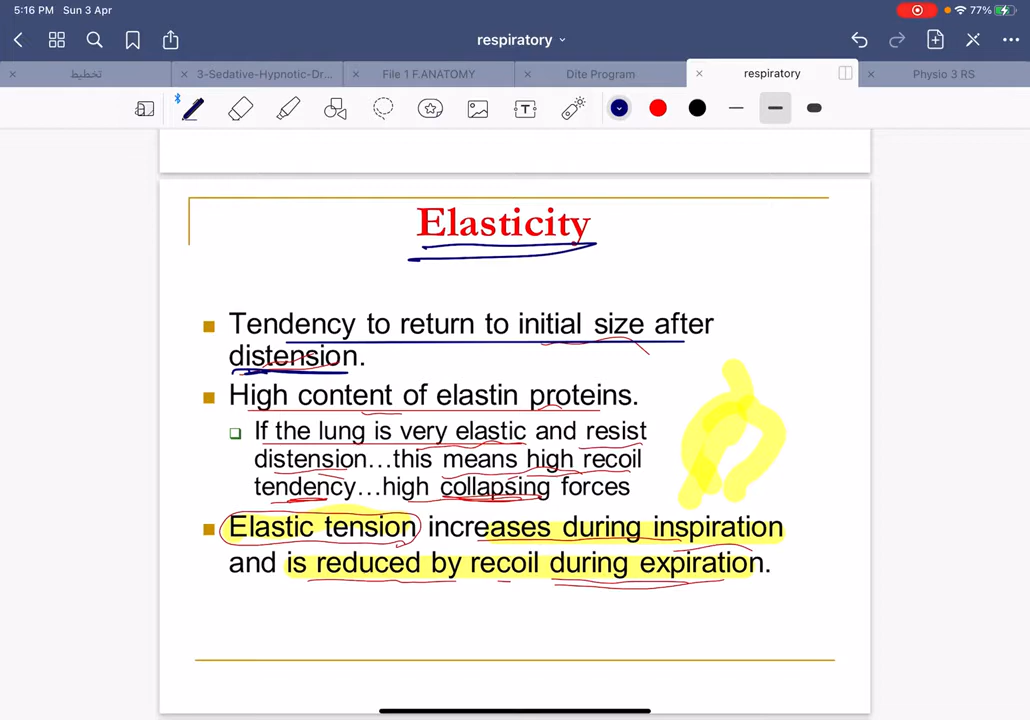 5:16 PM Sun 3 Apr
77%
respiratory
تخطيط
3-Sedative-Hypnotic-Dr...
File 1 F.ANATOMY
Dite Program
respiratory
Physio 3 RS
T
Elasticity
Tendency to return to initial size after
distension.
High content of elastin proteins.
If the lung is very elastic and resist
distension...this means high recoil
tendency...high collapsing forces
Elastic tension increases during inspiration
and is reduced by recoil during expiration.